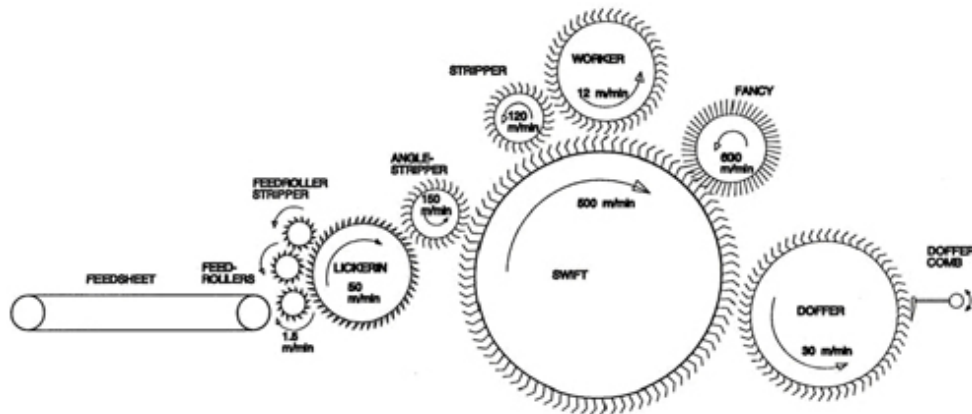 STRIPPER
WORKER
12 m/min
120
m/min
FANCY
600
m/min
ANGLE-
STRIPPER
150
m/min
FEEDROLLER
STRIPPER
500 m/min
FEEDSHEET
FEED-
ROLLERS
LICKERIN
50
m/min
SWIFT
DOFFER
COMB
DOFFER
1.5
m/min
30 m/min